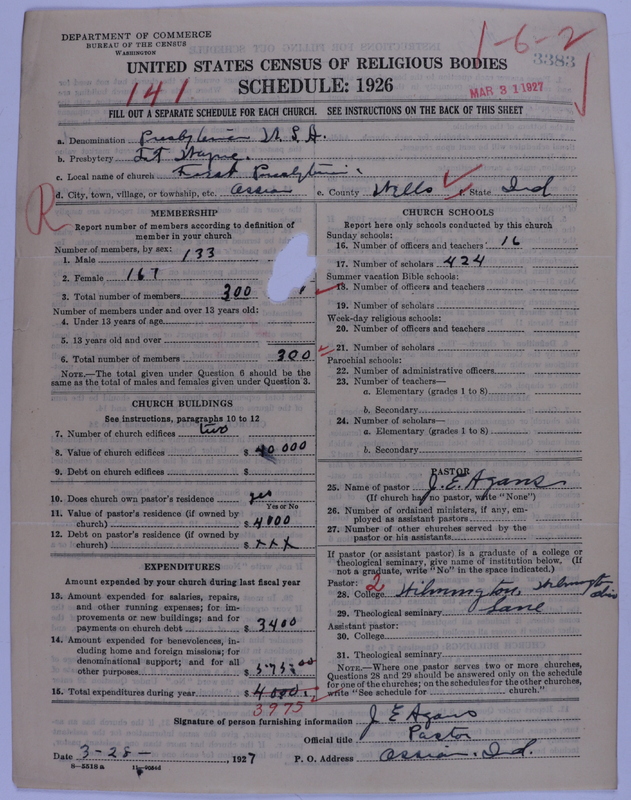 DEPARTMENT OF COMMERCE
BUREAU OF THE CENSUS
WASHINGTON
1-6-2
3383
UNITED STATES CENSUS OF RELIGIOUS BODIES
SCHEDULE: 1926
141
MAR 31 1927
FILL OUT A SEPARATE SCHEDULE FOR EACH CHURCH. SEE INSTRUCTIONS ON THE BACK OF THIS SHEET
a. Denomination Presbyterian U.S.A.
b. Presbytery Ft Wayne.
c. Local name of church First Presbyterian.
d. City, town, village, or township, etc. Ossian e. County Wells f. State Ind
R
MEMBERSHIP
Report number of members according to definition of
member in your church
Number of members, by sex:
1. Male 133
2. Female 167
3. Total number of members 300
Number of members under and over 13 years old:
4. Under 13 years of age
5. 13 years old and over
6. Total number of members 300
NOTE.—The total given under Question 6 should be
the same as the total of males and females given under Question 3.
CHURCH BUILDINGS
See instructions, paragraphs 10 to 12
7. Number of church edifices two
8. Value of church edifices $ 40 000
9. Debt on church edifices $
10. Does church own pastor's residence yes
Yes or No
11. Value of pastor's residence (if owned by
church) $ 4000
12. Debt on pastor's residence (if owned by
church) $ xxx
EXPENDITURES
Amount expended by your church during last fiscal year
13. Amount expended for salaries, repairs,
and other running expenses; for im-
provements or new buildings; and for
payments on church debt $ 3400
14. Amount expended for benevolences, in-
cluding home and foreign missions; for
denominational support; and for all
other purposes $ 575 00
15. Total expenditures during year $ 4000
3975
CHURCH SCHOOLS
Report here only schools conducted by this church
Sunday schools:
16. Number of officers and teachers 16
17. Number of scholars 424
Summer vacation Bible schools:
18. Number of officers and teachers
19. Number of scholars
Week-day religious schools:
20. Number of officers and teachers
21. Number of scholars
Parochial schools:
22. Number of administrative officers
23. Number of teachers—
a. Elementary (grades 1 to 8)
b. Secondary
24. Number of scholars—
a. Elementary (grades 1 to 8)
b. Secondary
PASTOR
25. Name of pastor J. E. Agans
(If church has no pastor, write "None")
26. Number of ordained ministers, if any, em-
ployed as assistant pastors
27. Number of other churches served by the
pastor or his assistants
If pastor (or assistant pastor) is a graduate of a college or
theological seminary, give name of institution below. (If
not a graduate, write "No" in the space indicated.)
Pastor: 2
28. College Wilmington, Wilmington Ohio
29. Theological seminary Lane
Assistant pastor:
30. College
31. Theological seminary
NOTE.—Where one pastor serves two or more churches,
Questions 28 and 29 should be answered only on the schedule
for one of the churches; on the schedules for the other churches,
write "See schedule for church."
Signature of person furnishing information J. E Agans
Official title Pastor
Date 3-28-, 1927 P. O. Address Ossian, Ind.
8-5518a